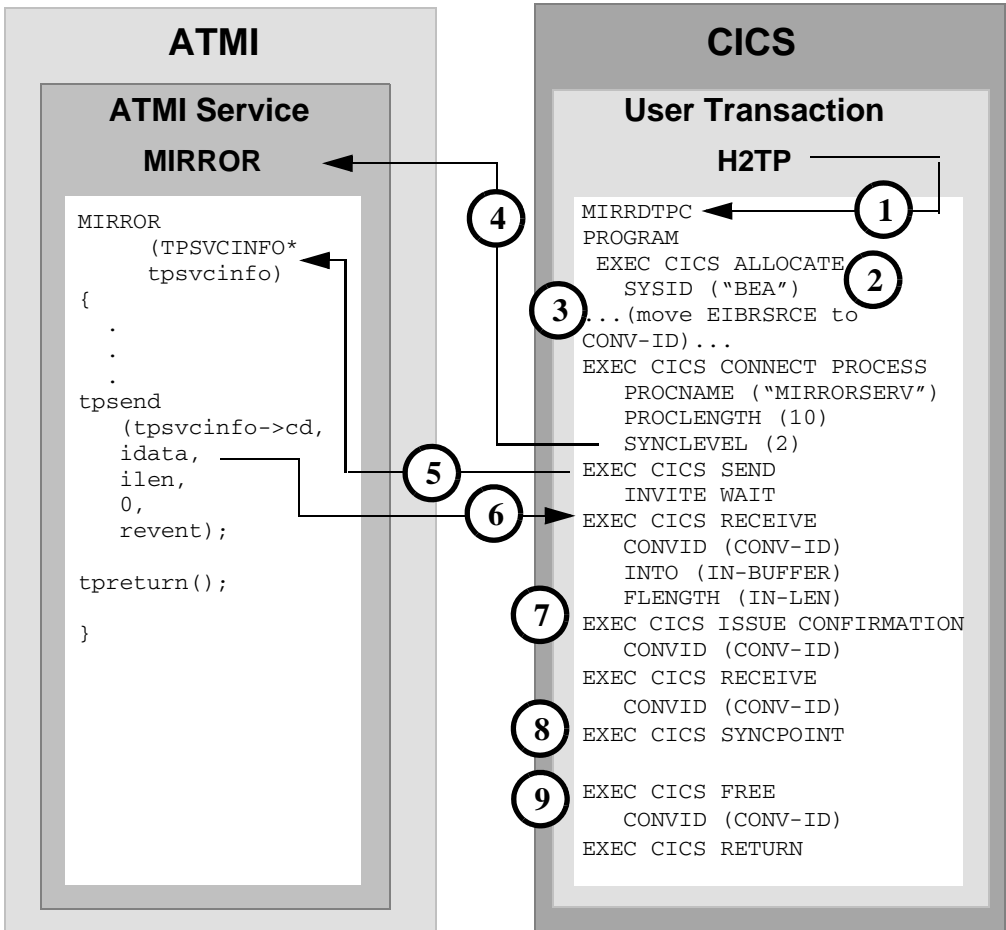 ATMI
ATMI Service
MIRROR
MIRROR
(TPSVCINFO*
tpsvcinfo)
{
.
.
.
tpsend
(tpsvcinfo->cd,
idata,
ilen,
0,
revent);
tpreturn();
}
4
5
6
CICS
User Transaction
H2TP
1
MIRRDTPC
PROGRAM
EXEC CICS ALLOCATE
2
SYSID (“BEA”)
3
...(move EIBRSRCE to
CONV-ID)...
EXEC CICS CONNECT PROCESS
PROCNAME (“MIRRORSERV”)
PROCLENGTH (10)
SYNCLEVEL (2)
EXEC CICS SEND
INVITE WAIT
EXEC CICS RECEIVE
CONVID (CONV-ID)
INTO (IN-BUFFER)
FLENGTH (IN-LEN)
7
EXEC CICS ISSUE CONFIRMATION
CONVID (CONV-ID)
EXEC CICS RECEIVE
CONVID (CONV-ID)
8
EXEC CICS SYNCPOINT
9
EXEC CICS FREE
CONVID (CONV-ID)
EXEC CICS RETURN